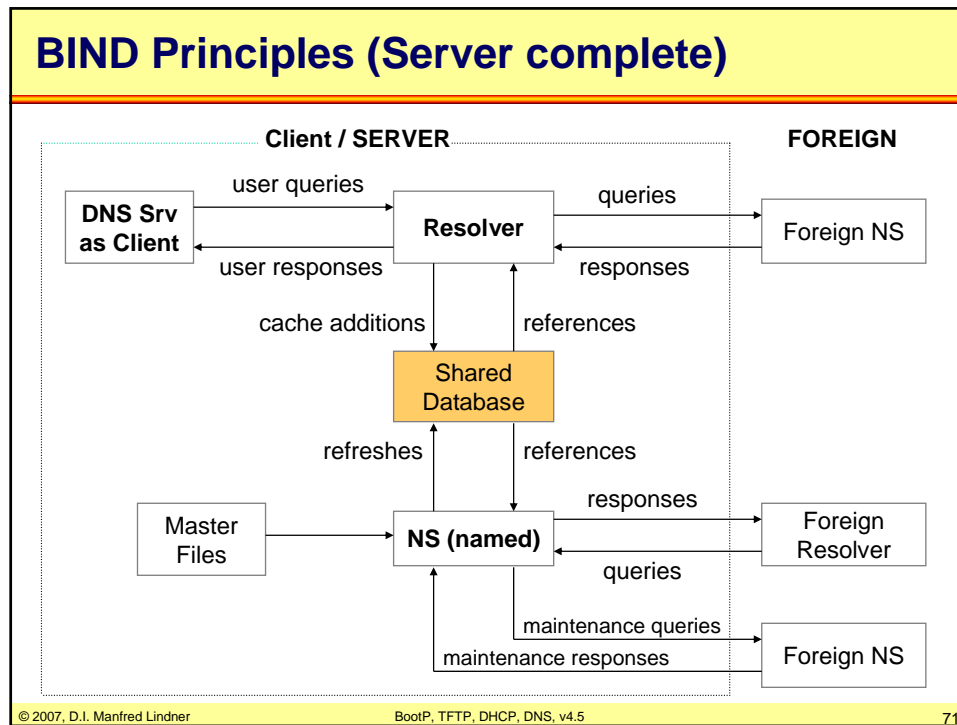 BIND Principles (Server complete)
Client / SERVER
FOREIGN
user queries
queries
DNS Srv
as Client
Resolver
Foreign NS
user responses
responses
cache additions
references
Shared
Database
refreshes
references
responses
Master
Files
NS (named)
Foreign
Resolver
queries
maintenance queries
maintenance responses
Foreign NS
© 2007, D.I. Manfred Lindner
BootP, TFTP, DHCP, DNS, v4.5
71